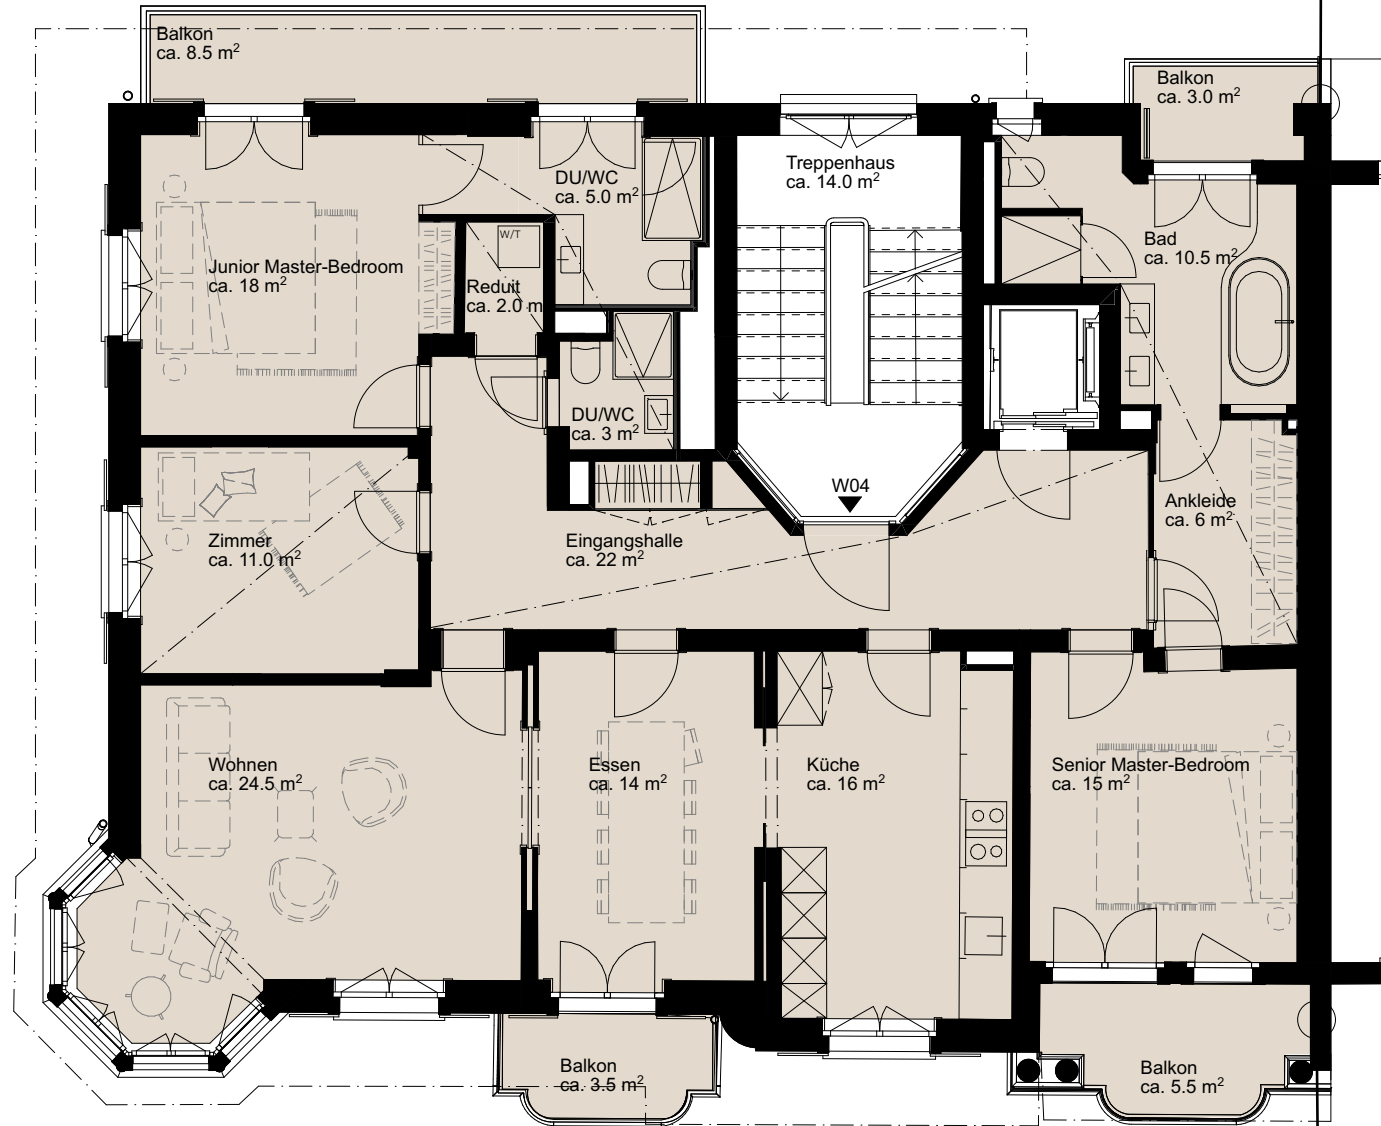 Balkon
ca. 8.5 m²
Balkon
ca. 3.0 m²
Treppenhaus
ca. 14.0 m²
DU/WC
ca. 5.0 m²
W/T
Bad
ca. 10.5 m²
Junior Master-Bedroom
ca. 18 m²
Reduit
ca. 2.0 m
DU/WC
ca. 3 m²
W04
Ankleide
ca. 6 m²
Zimmer
ca. 11.0 m²
Eingangshalle
ca. 22 m²
Wohnen
ca. 24.5 m²
Essen
ca. 14 m²
Küche
ca. 16 m²
Senior Master-Bedroom
ca. 15 m²
Balkon
ca. 3.5 m²
Balkon
ca. 5.5 m²